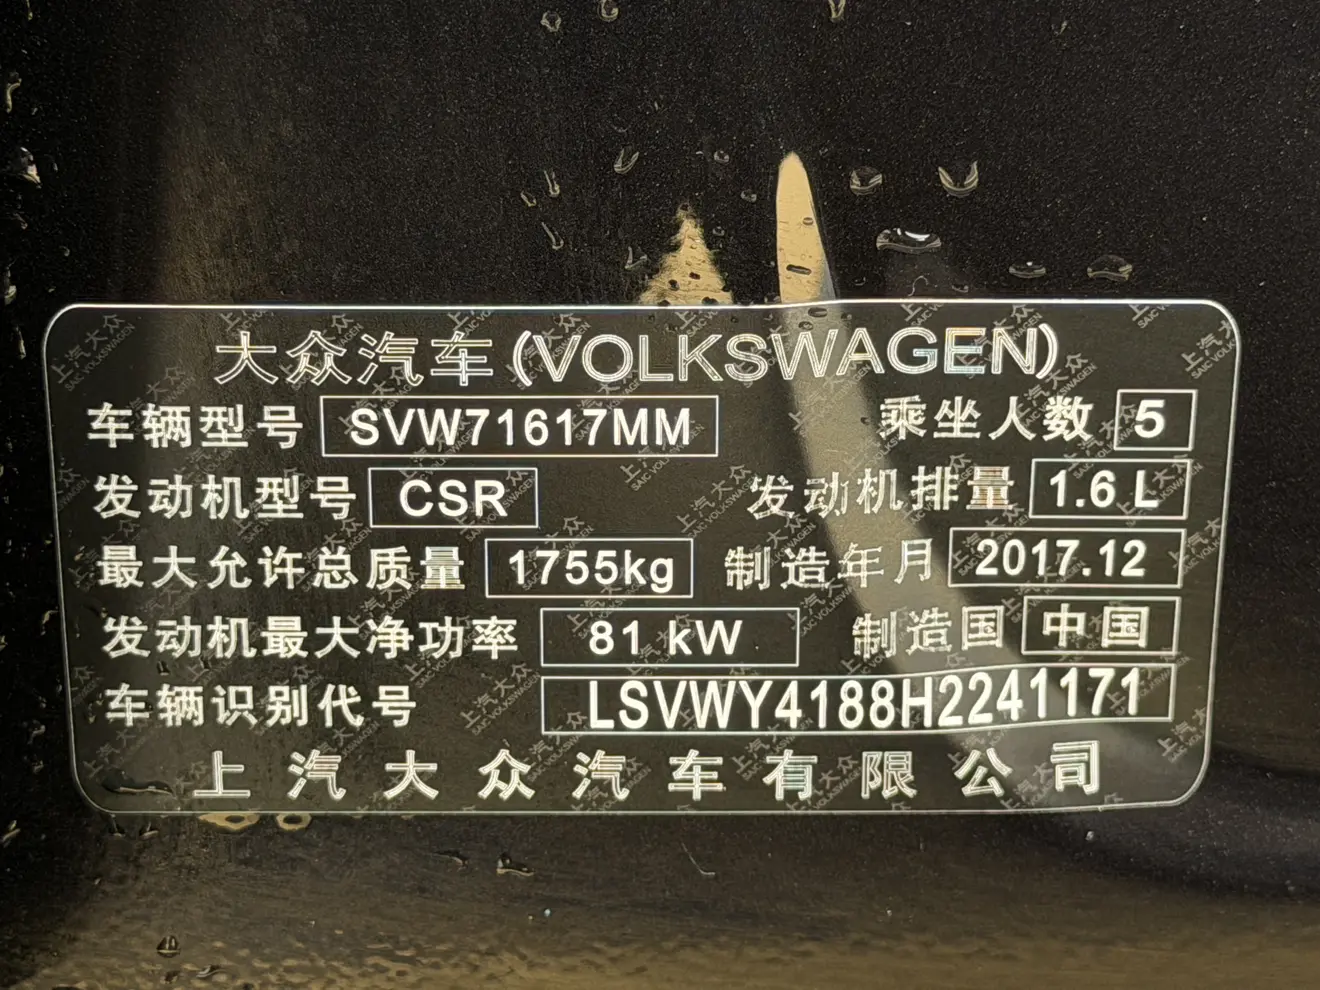 大众汽车(VOLKSWAGEN)
车辆型号 SVW71617MM 乘坐人数 5
发动机型号 CSR 发动机排量 1.6 L
最大允许总质量 1755kg 制造年月 2017.12
发动机最大净功率 81 kW 制造国 中国
车辆识别代号 LSVWY4188H2241171
上汽大众汽车有限公司